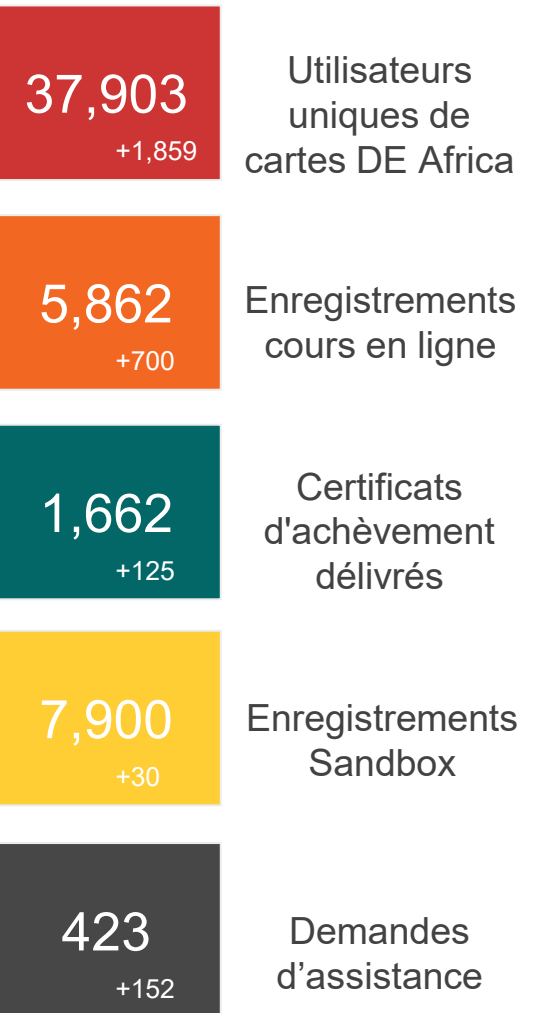 37,903
+1,859
Utilisateurs
uniques de
cartes DE Africa
5,862
+700
Enregistrements
cours en ligne
1,662
+125
Certificats
d'achèvement
délivrés
7,900
+30
Enregistrements
Sandbox
423
+152
Demandes
d’assistance